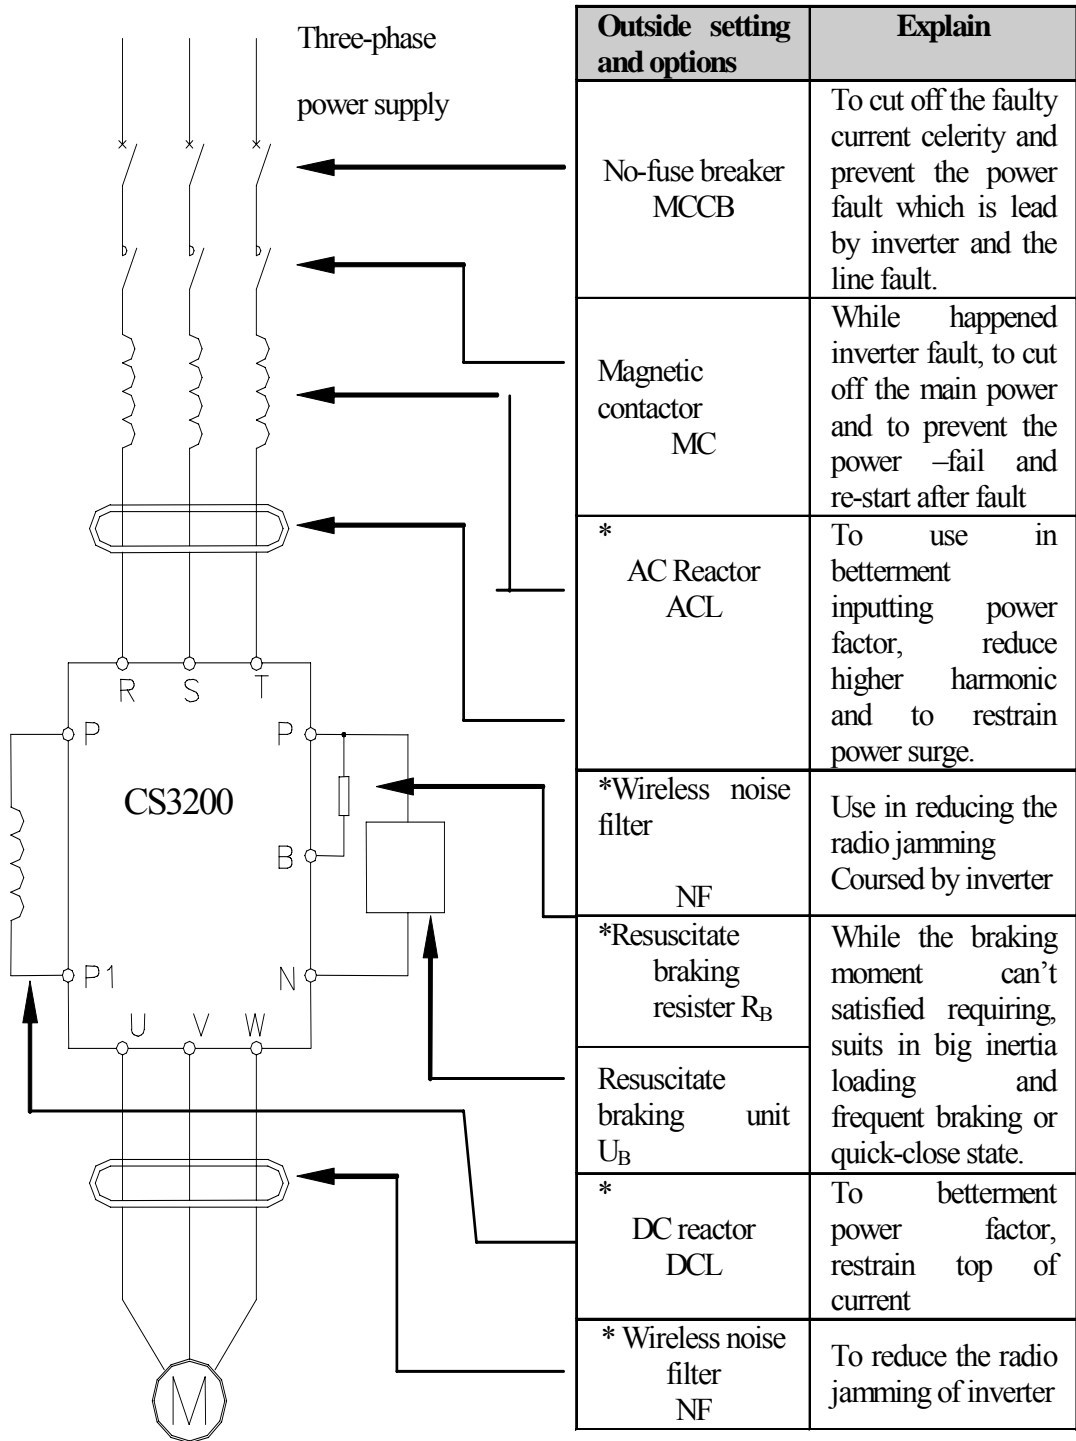 Three-phase
power supply
R S T
P P
CS3200
B
P1 N
U V W
M
Outside setting
and options
Explain
No-fuse breaker
MCCB
To cut off the faulty
current celerity and
prevent the power
fault which is lead
by inverter and the
line fault.
Magnetic
contactor
MC
While happened
inverter fault, to cut
off the main power
and to prevent the
power –fail and
re-start after fault
*
AC Reactor
ACL
To use in
betterment
inputting power
factor, reduce
higher harmonic
and to restrain
power surge.
*Wireless noise
filter
NF
Use in reducing the
radio jamming
Coursed by inverter
*Resuscitate
braking
resister RB
Resuscitate
braking unit
UB
While the braking
moment can’t
satisfied requiring,
suits in big inertia
loading and
frequent braking or
quick-close state.
*
DC reactor
DCL
To betterment
power factor,
restrain top of
current
* Wireless noise
filter
NF
To reduce the radio
jamming of inverter